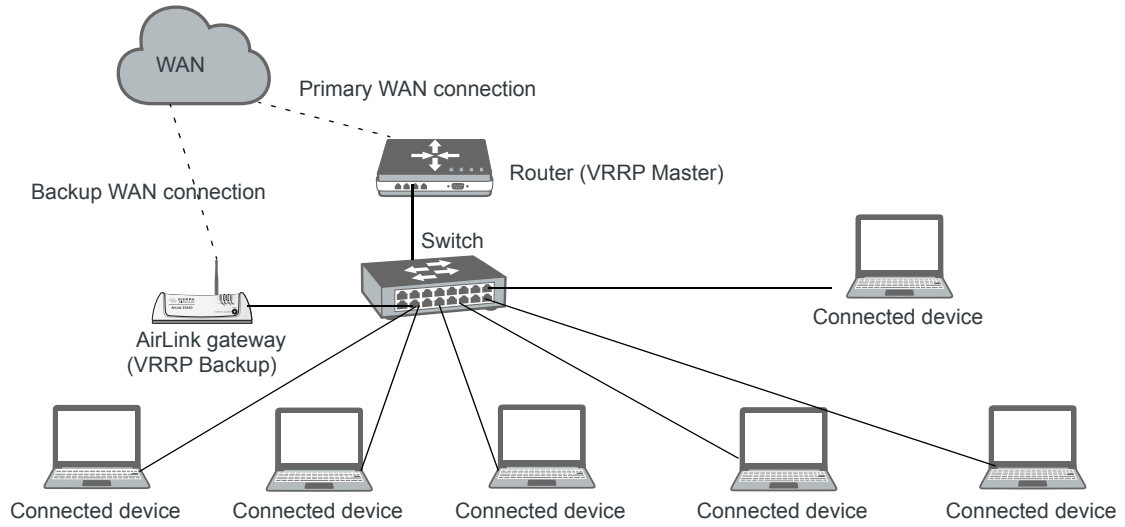 WAN
Primary WAN connection
Router (VRRP Master)
Backup WAN connection
Switch
SIERRA
Connected device
AirLink gateway
(VRRP Backup)
Connected device
Connected device
Connected device
Connected device
Connected device